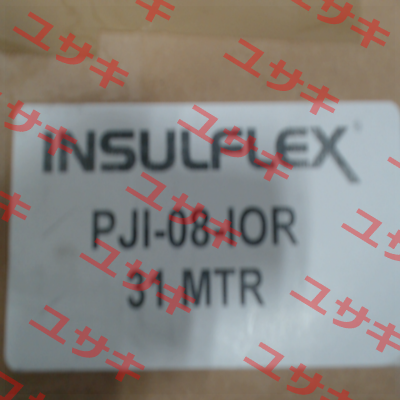 INSULFLEX
PJI-08-IOR
31 MTR
ユサキ